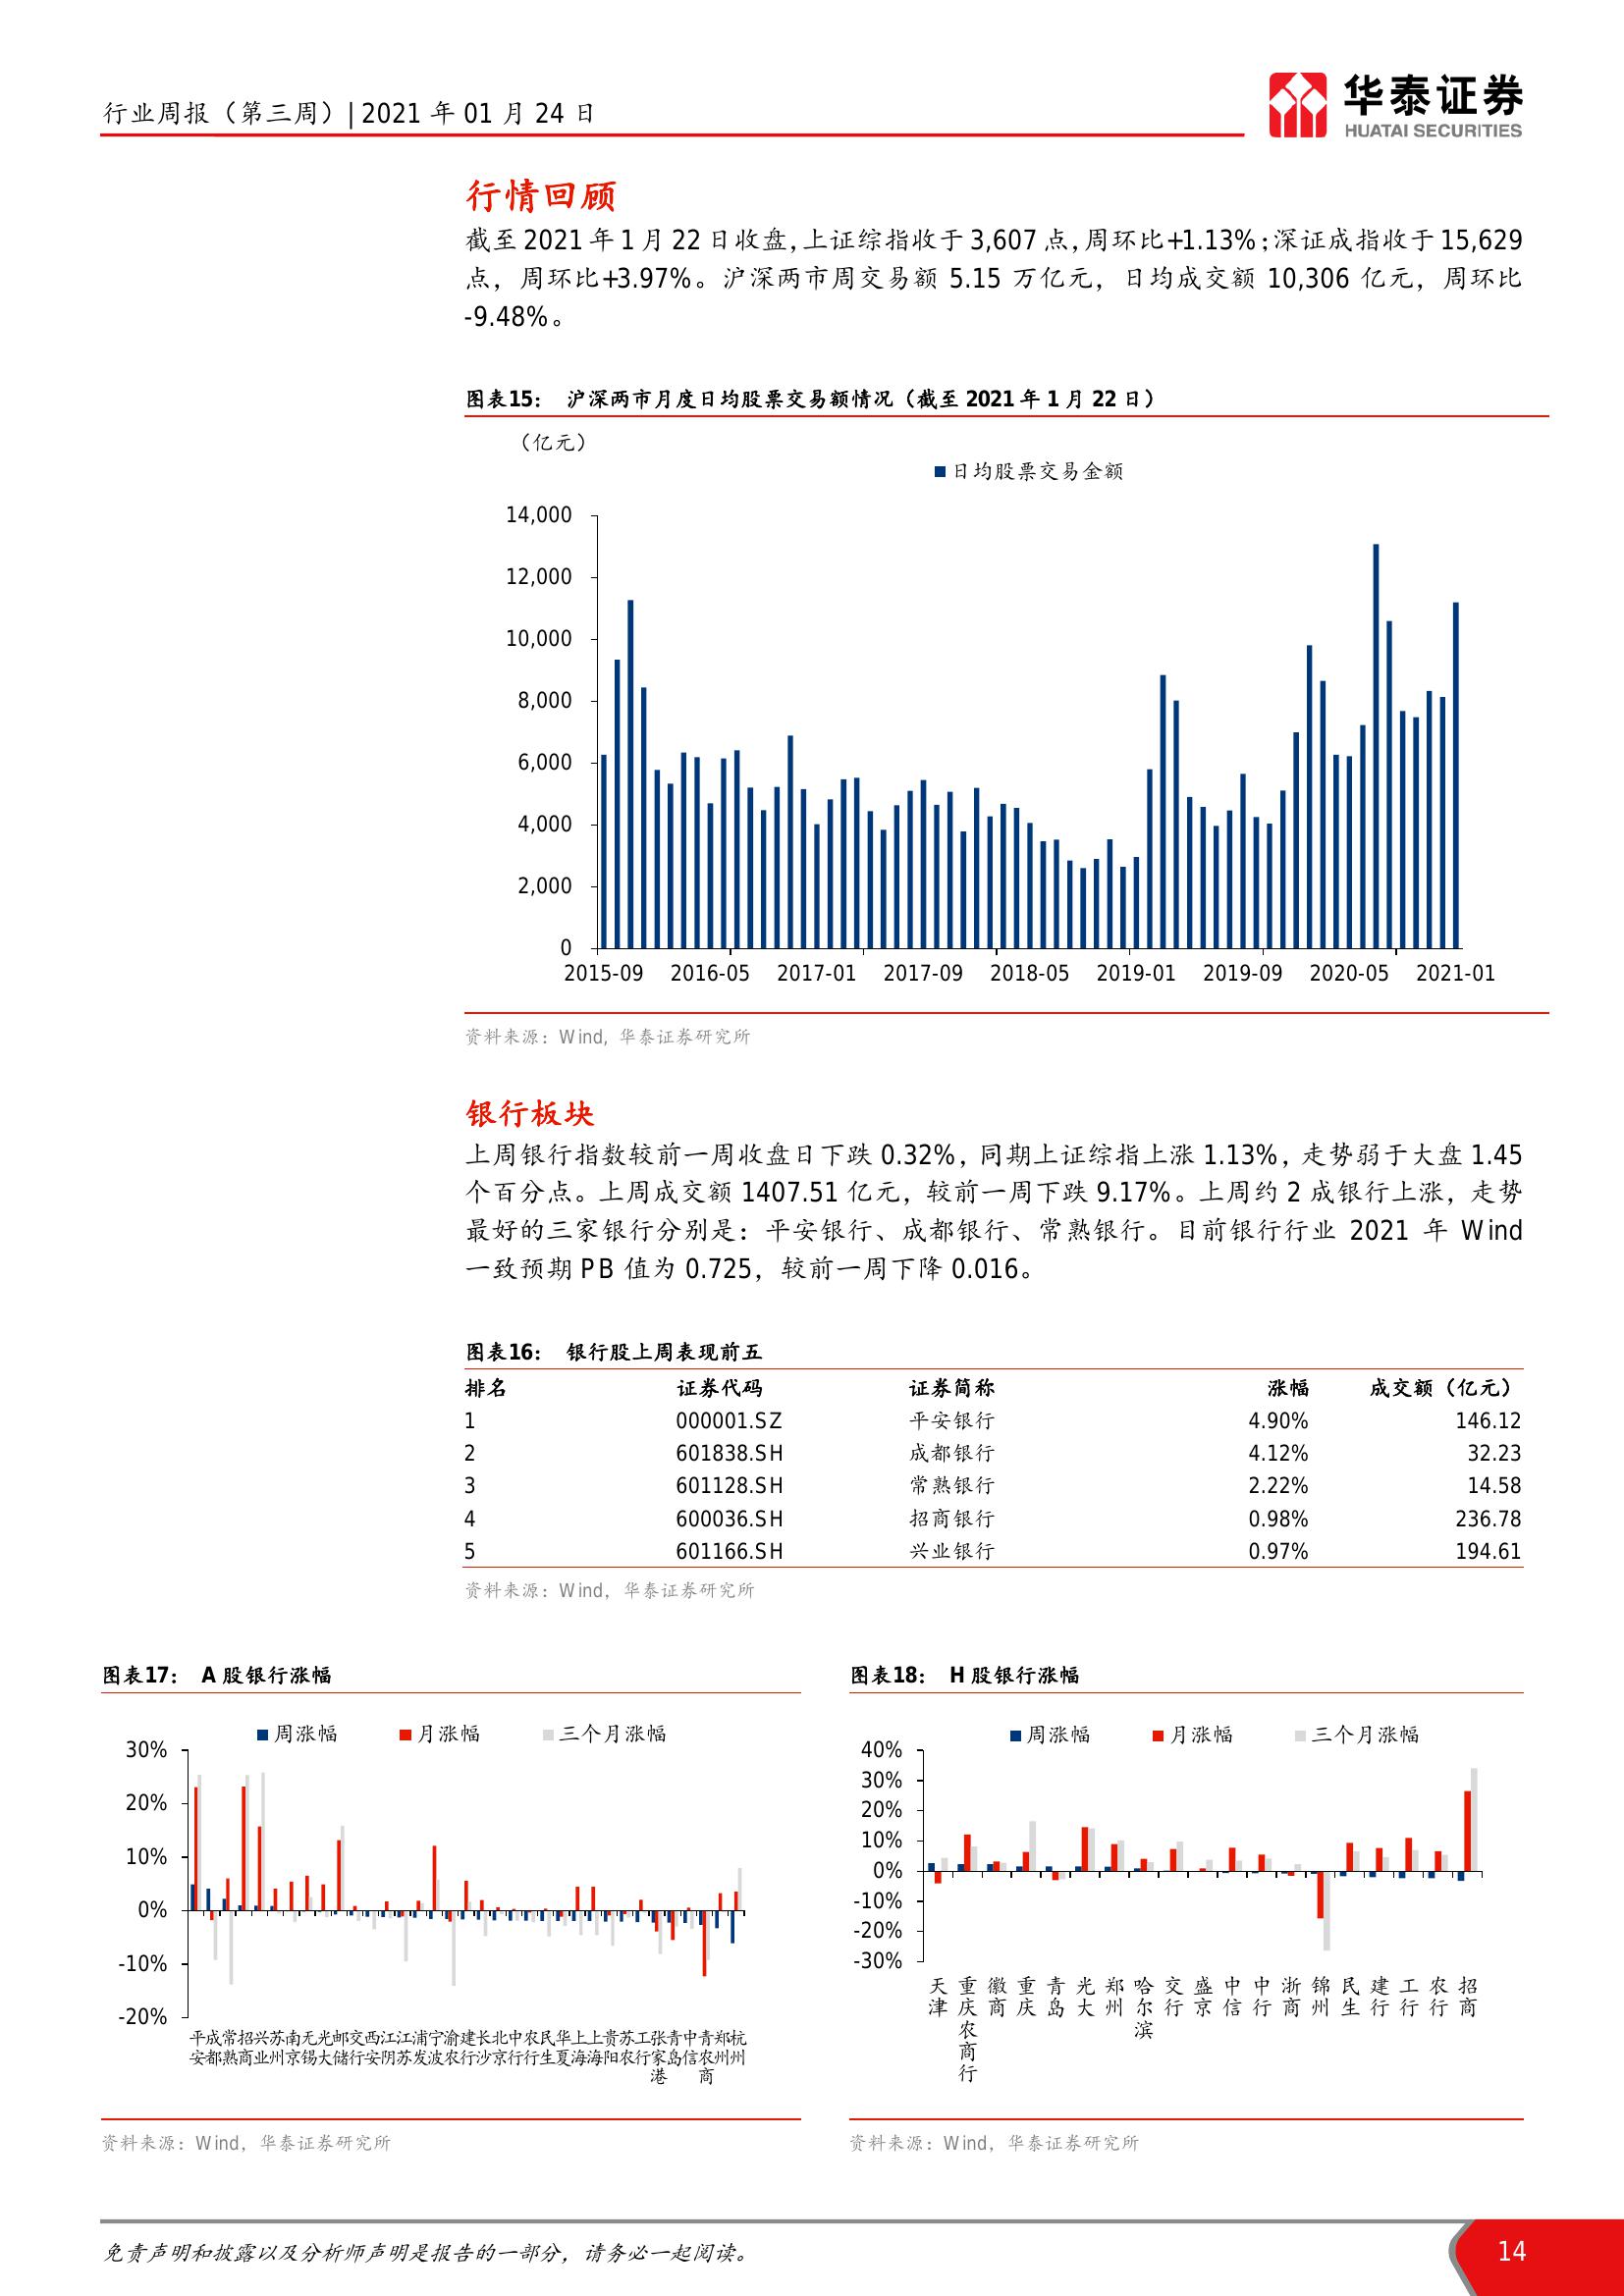 行业周报（第三周）| 2021 年 01 月 24 日
华泰证券
HUATAI SECURITIES
行情回顾
截至 2021 年 1 月 22 日收盘，上证综指收于 3,607 点，周环比+1.13%；深证成指收于 15,629
点，周环比+3.97%。沪深两市周交易额 5.15 万亿元，日均成交额 10,306 亿元，周环比
-9.48%。
图表15： 沪深两市月度日均股票交易额情况（截至 2021 年 1 月 22 日）
（亿元）
日均股票交易金额
14,000
12,000
10,000
8,000
6,000
4,000
2,000
0
2015-09 2016-05 2017-01 2017-09 2018-05 2019-01 2019-09 2020-05 2021-01
资料来源：Wind, 华泰证券研究所
银行板块
上周银行指数较前一周收盘日下跌 0.32%，同期上证综指上涨 1.13%，走势弱于大盘 1.45
个百分点。上周成交额 1407.51 亿元，较前一周下跌 9.17%。上周约 2 成银行上涨，走势
最好的三家银行分别是：平安银行、成都银行、常熟银行。目前银行行业 2021 年 Wind
一致预期 PB 值为 0.725，较前一周下降 0.016。
图表16： 银行股上周表现前五
排名 证券代码 证券简称 涨幅 成交额（亿元）
1 000001.SZ 平安银行 4.90% 146.12
2 601838.SH 成都银行 4.12% 32.23
3 601128.SH 常熟银行 2.22% 14.58
4 600036.SH 招商银行 0.98% 236.78
5 601166.SH 兴业银行 0.97% 194.61
资料来源：Wind，华泰证券研究所
图表17： A 股银行涨幅
周涨幅 月涨幅 三个月涨幅
30%
20%
10%
0%
-10%
-20%
平成常招兴苏南无光邮交西江江浦宁渝建长北中农民华上上贵苏工张青中青郑杭
安都熟商业州京锡大储行安阴苏发波农行沙京行行生夏海海阳农行家岛信农州州
港 商
资料来源：Wind，华泰证券研究所
图表18： H 股银行涨幅
周涨幅 月涨幅 三个月涨幅
40%
30%
20%
10%
0%
-10%
-20%
-30%
天津 重庆农商行 徽商 重庆 青岛 光大 郑州 哈尔滨 交行 盛京 中信 中行 浙商 锦州 民生 建行 工行 农行 招商
资料来源：Wind，华泰证券研究所
免责声明和披露以及分析师声明是报告的一部分，请务必一起阅读。
14